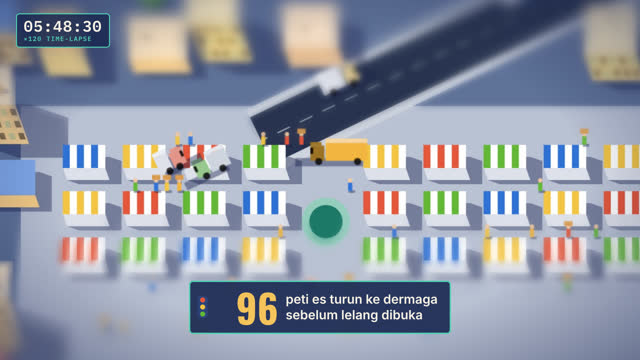 05:48:30
×120 TIME-LAPSE
96 peti es turun ke dermaga
sebelum lelang dibuka